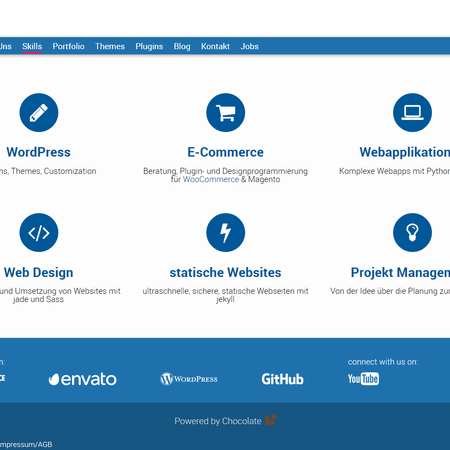 Uns Skills Portfolio Themes Plugins Blog Kontakt Jobs
WordPress
E-Commerce
Webapplikation
ns, Themes, Customization
Beratung, Plugin- und Designprogrammierung
für WooCommerce & Magento
Komplexe Webapps mit Python
Web Design
statische Websites
Projekt Managem
und Umsetzung von Websites mit
jade und Sass
ultraschnelle, sichere, statische Webseiten mit
jekyll
Von der Idee über die Planung zur
connect with us on:
envato
WORDPRESS
GitHub
YouTube
Powered by Chocolate
mpressum/AGB